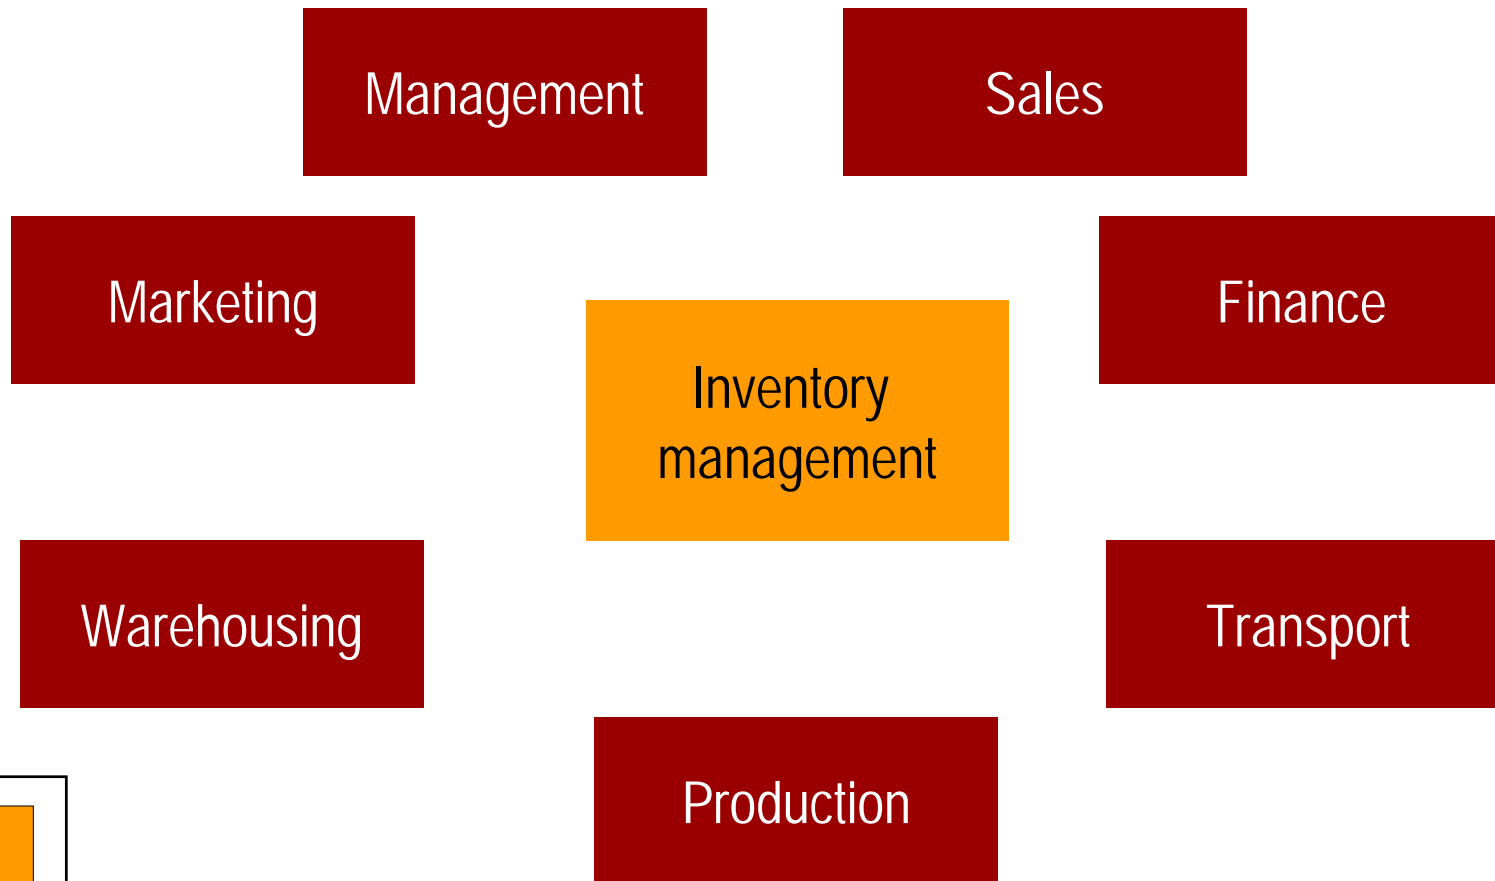 Management
Sales
Marketing
Finance
Inventory
management
Warehousing
Transport
Production